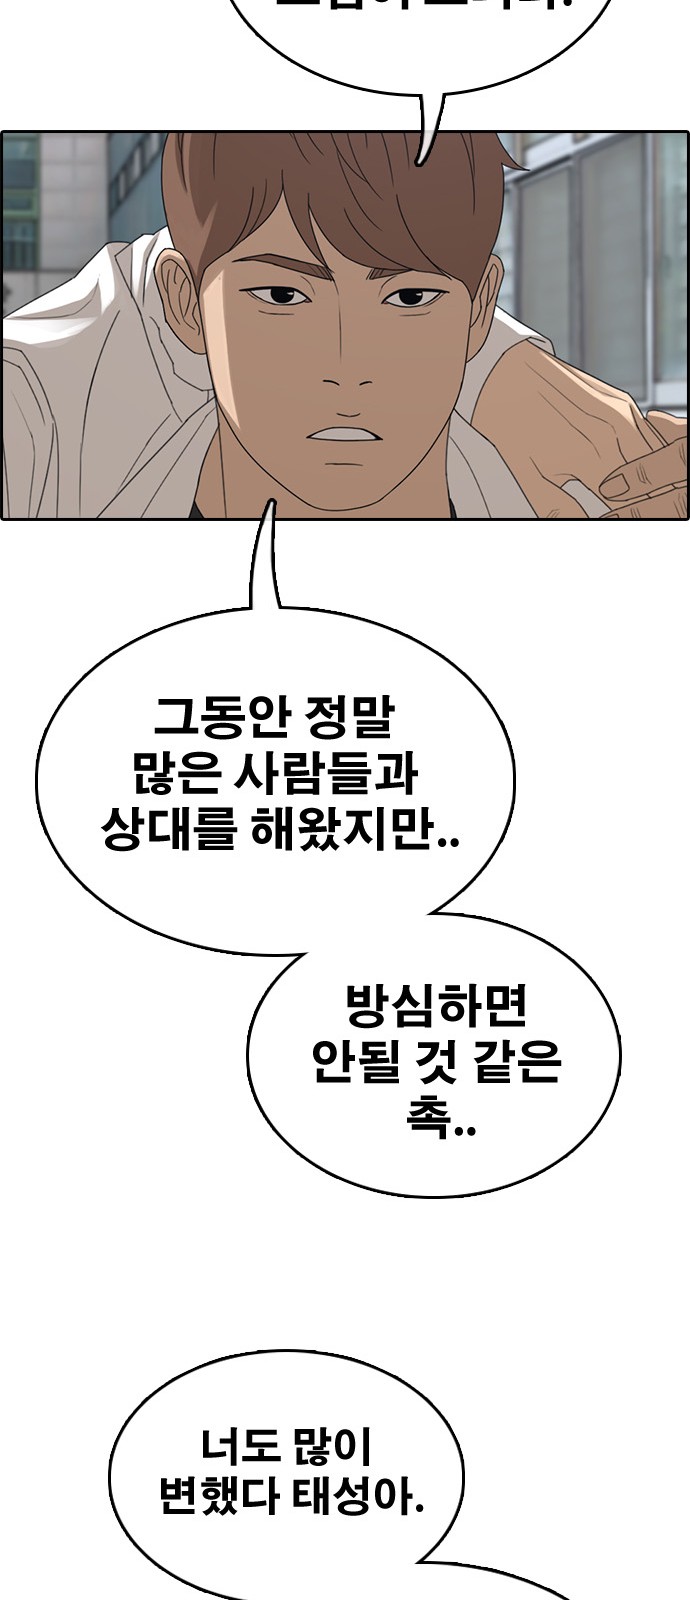 그동안 정말
많은 사람들과
상대를 해왔지만..
방심하면
안될 것 같은
촉..
너도 많이
변했다 태성아.